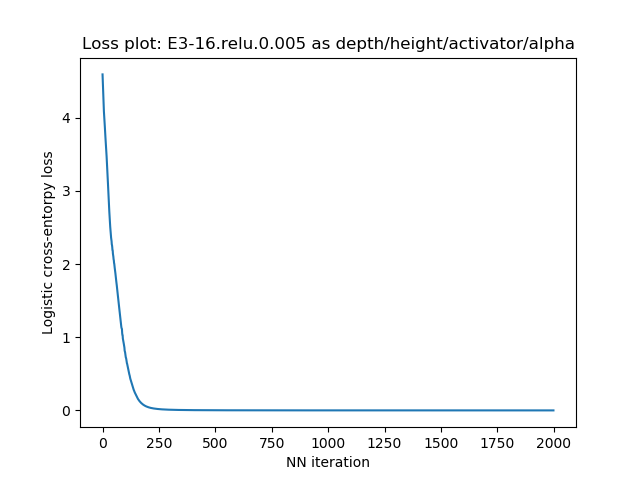 Loss plot: E3-16.relu.0.005 as depth/height/activator/alpha
Logistic cross-entorpy loss
4
3
2
1
0
0 250 500 750 1000 1250 1500 1750 2000
NN iteration